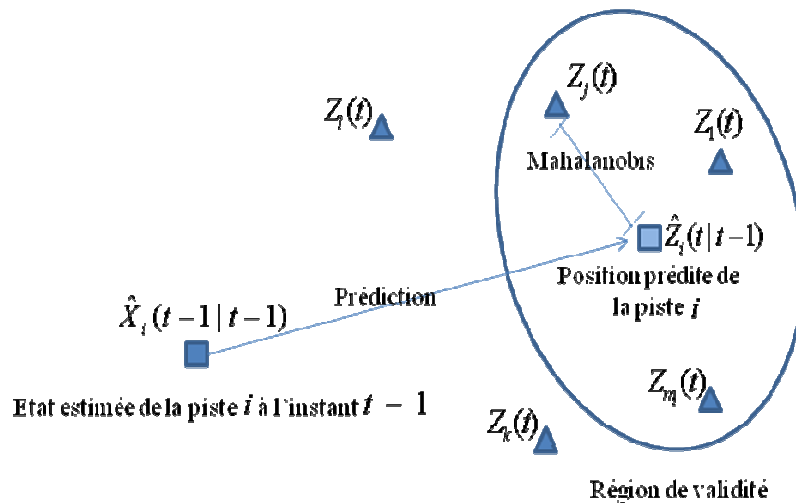 Z_j(t)
Z_l(t)
Z_1(t)
Mahalanobis
Ẑ_i(t|t−1)
Position prédite de
la piste i
Prédiction
X̂_i(t−1|t−1)
Etat estimée de la piste i à l'instant t − 1
Z_m(t)
Z_k(t)
Région de validité